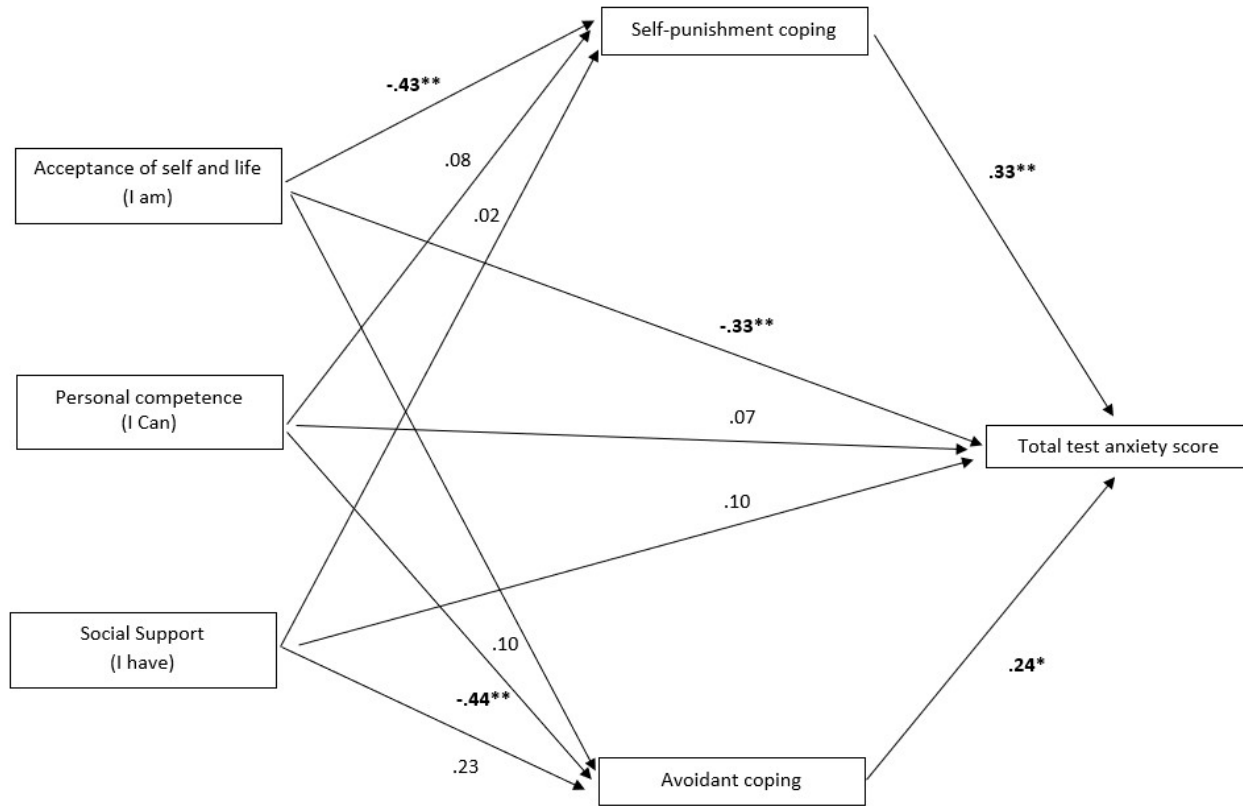 Self-punishment coping
-.43**
Acceptance of self and life
(I am)
.08
.33**
.02
-.33**
Personal competence
(I Can)
.07
Total test anxiety score
.10
Social Support
(I have)
.10
-.44**
.24*
.23
Avoidant coping